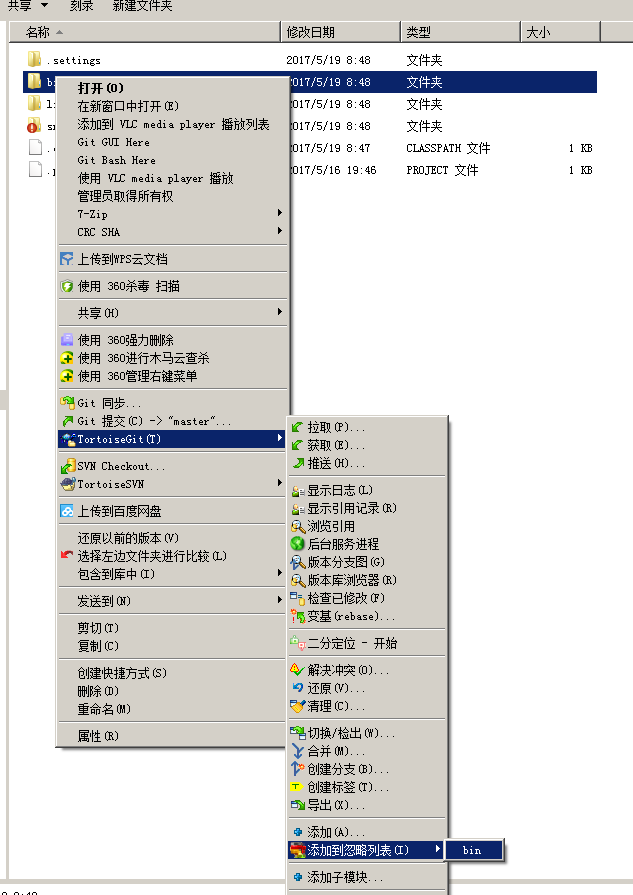 共享 刻录 新建文件夹
名称 修改日期 类型 大小
.settings 2017/5/19 8:48 文件夹
2017/5/19 8:48 文件夹
2017/5/19 8:48 文件夹
2017/5/19 8:48 文件夹
2017/5/19 8:47 CLASSPATH 文件 1 KB
2017/5/16 19:46 PROJECT 文件 1 KB
打开(O)
在新窗口中打开(E)
添加到 VLC media player 播放列表
Git GUI Here
Git Bash Here
使用 VLC media player 播放
管理员取得所有权
7-Zip
CRC SHA
上传到WPS云文档
使用 360杀毒 扫描
共享(H)
使用 360强力删除
使用 360进行木马云查杀
使用 360管理右键菜单
Git 同步...
Git 提交(C) -> "master"...
TortoiseGit(T)
SVN Checkout...
TortoiseSVN
上传到百度网盘
还原以前的版本(V)
选择左边文件夹进行比较(L)
包含到库中(I)
发送到(N)
剪切(T)
复制(C)
创建快捷方式(S)
删除(D)
重命名(M)
属性(R)
拉取(P)...
获取(E)...
推送(H)...
显示日志(L)
显示引用记录(R)
浏览引用
后台服务进程
版本分支图(G)
版本库浏览器(R)
检查已修改(F)
变基(rebase)...
二分定位 - 开始
解决冲突(O)...
还原(V)...
清理(C)...
切换/检出(W)...
合并(M)...
创建分支(B)...
创建标签(T)...
导出(X)...
添加(A)...
添加到忽略列表(I)
bin
添加子模块...